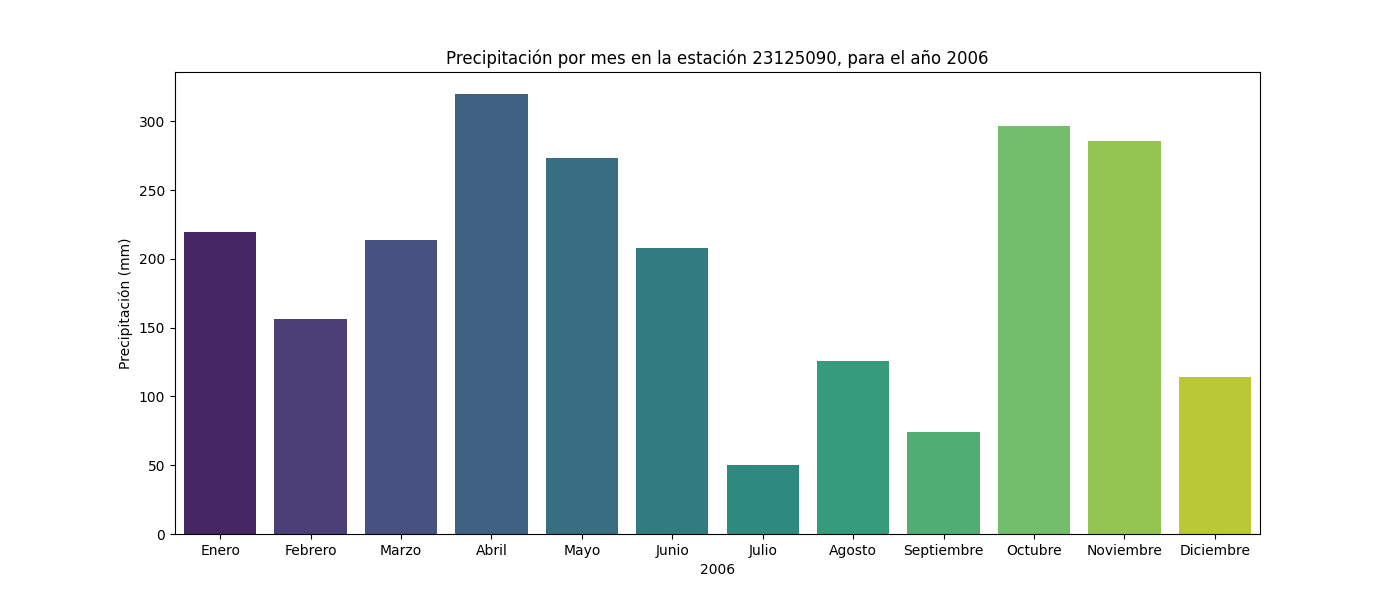 Precipitación por mes en la estación 23125090, para el año 2006
Precipitación (mm)
300
250
200
150
100
50
0
Enero Febrero Marzo Abril Mayo Junio Julio Agosto Septiembre Octubre Noviembre Diciembre
2006